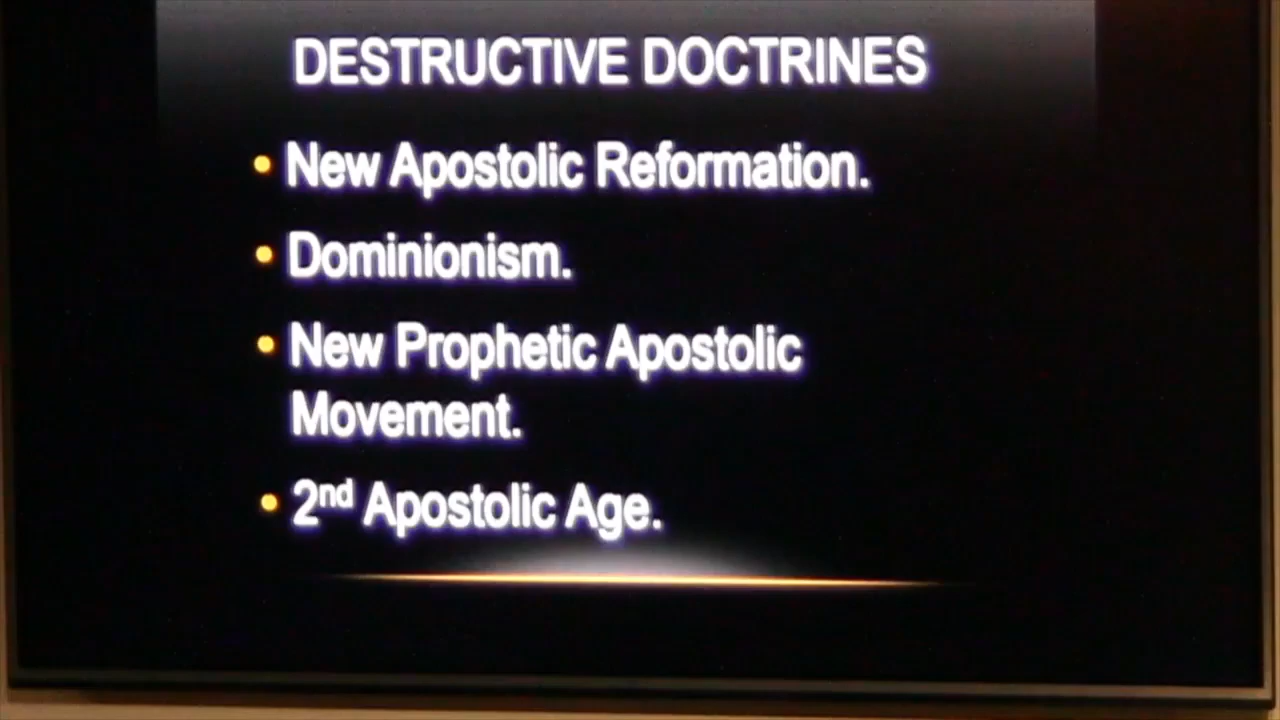 DESTRUCTIVE DOCTRINES
• New Apostolic Reformation.
• Dominionism.
• New Prophetic Apostolic
Movement.
• 2nd Apostolic Age.